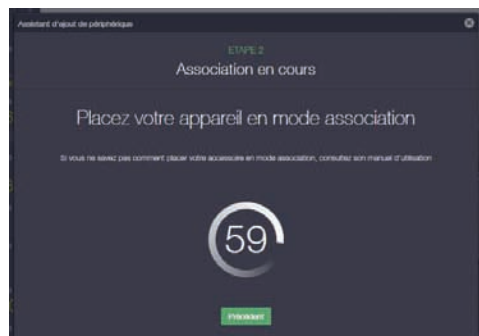 Assistant d'ajout de périphérique
ETAPE 2
Association en cours
Placez votre appareil en mode association
Si vous ne savez pas comment placer votre accessoire en mode association, consultez son manuel d'utilisation
59
Précédent